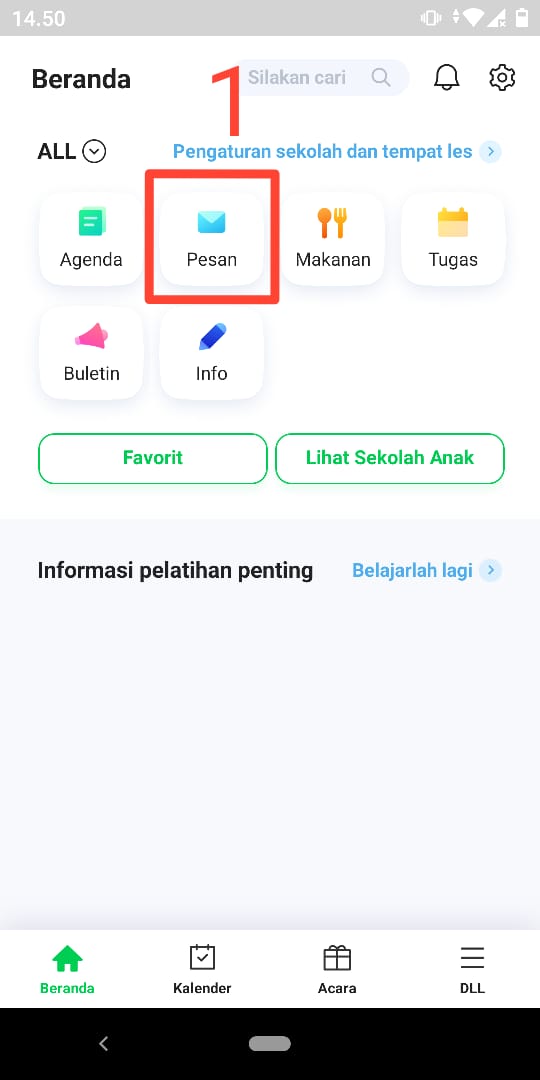 14.50
Beranda
1
Silakan cari
ALL
Pengaturan sekolah dan tempat les
Agenda
Pesan
Makanan
Tugas
Buletin
Info
Favorit
Lihat Sekolah Anak
Informasi pelatihan penting
Belajarlah lagi
Beranda
Kalender
Acara
DLL